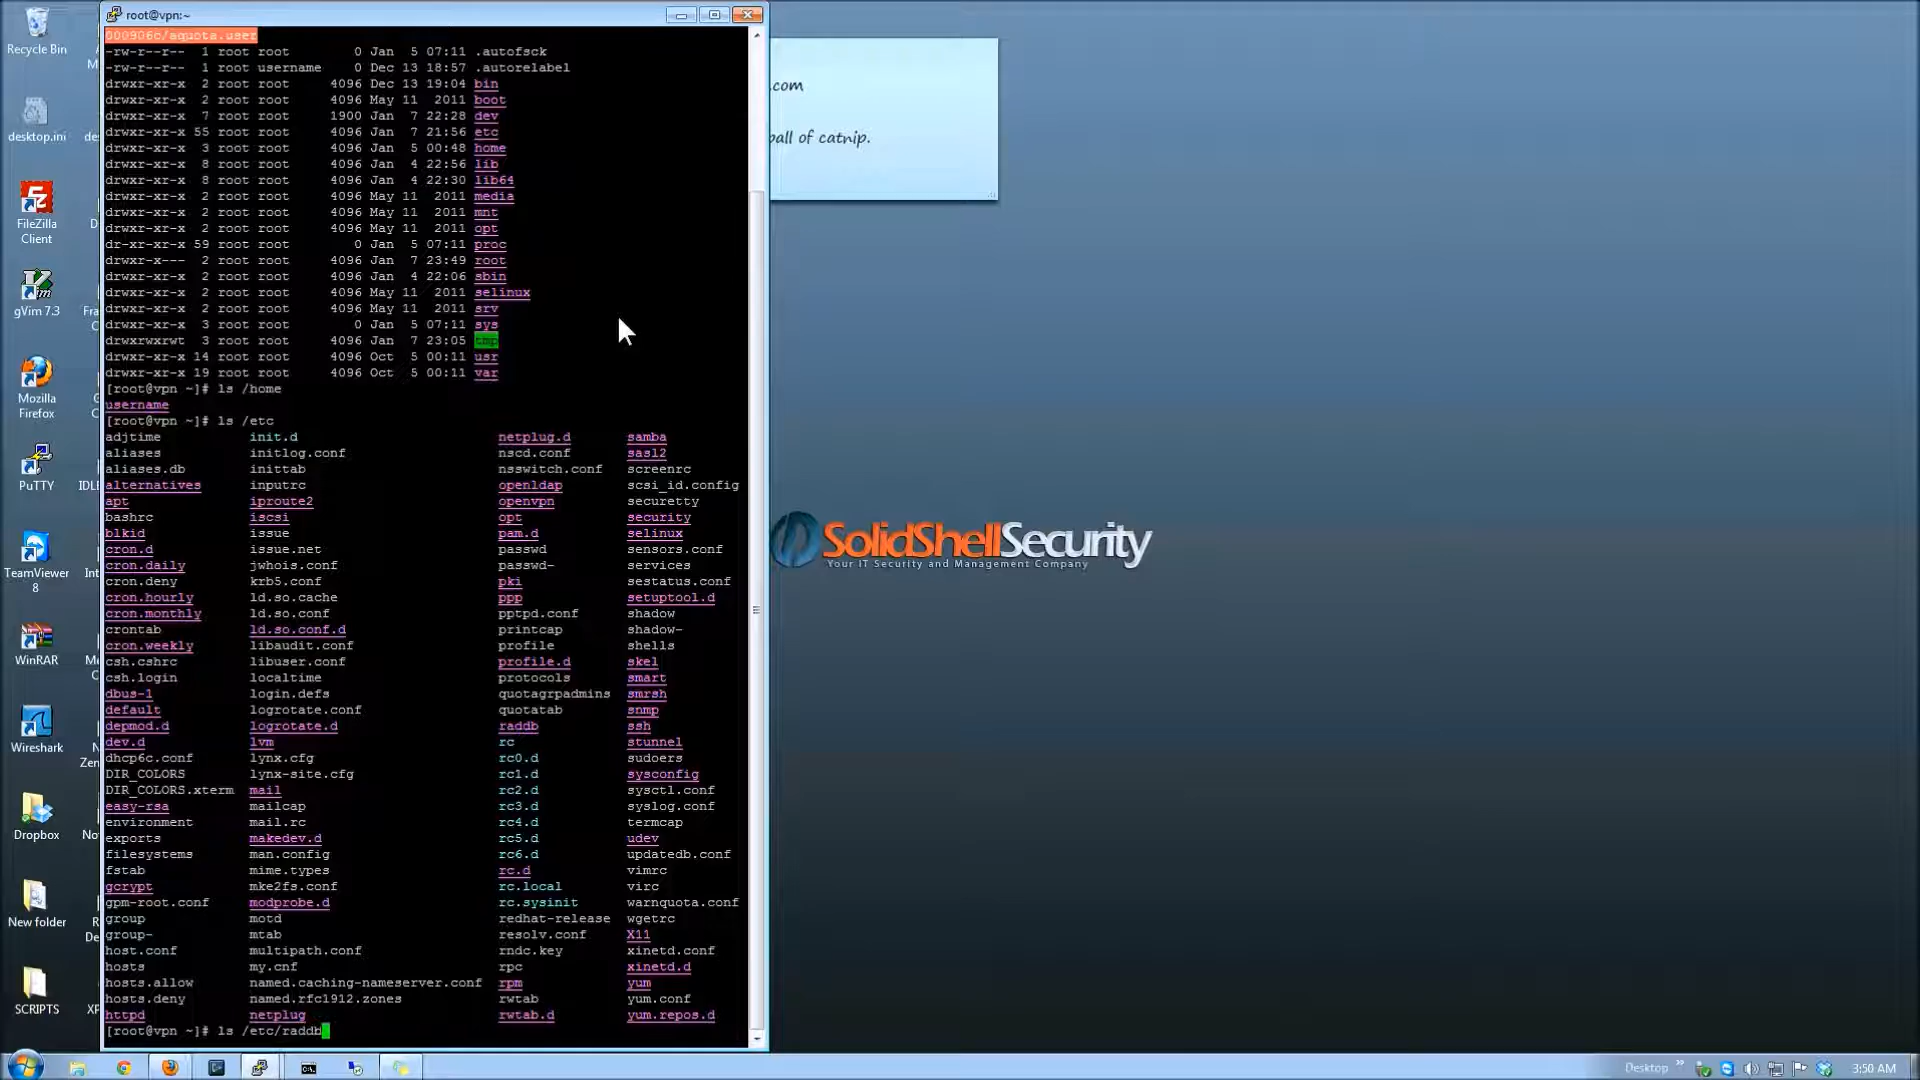 root@vpn:~
000906c/aquota.user
-rw-r--r-- 1 root root 0 Jan 5 07:11 .autofsck
-rw-r--r-- 1 root username 0 Dec 13 18:57 .autorelabel
drwxr-xr-x 2 root root 4096 Dec 13 19:04 bin
drwxr-xr-x 2 root root 4096 May 11 2011 boot
drwxr-xr-x 7 root root 1900 Jan 7 22:28 dev
drwxr-xr-x 55 root root 4096 Jan 7 21:56 etc
drwxr-xr-x 3 root root 4096 Jan 5 00:48 home
drwxr-xr-x 8 root root 4096 Jan 4 22:56 lib
drwxr-xr-x 8 root root 4096 Jan 4 22:30 lib64
drwxr-xr-x 2 root root 4096 May 11 2011 media
drwxr-xr-x 2 root root 4096 May 11 2011 mnt
drwxr-xr-x 2 root root 4096 May 11 2011 opt
dr-xr-xr-x 59 root root 0 Jan 5 07:11 proc
drwxr-x--- 2 root root 4096 Jan 7 23:49 root
drwxr-xr-x 2 root root 4096 Jan 4 22:06 sbin
drwxr-xr-x 2 root root 4096 May 11 2011 selinux
drwxr-xr-x 2 root root 4096 May 11 2011 srv
drwxr-xr-x 3 root root 0 Jan 5 07:11 sys
drwxrwxrwt 3 root root 4096 Jan 7 23:05 tmp
drwxr-xr-x 14 root root 4096 Oct 5 00:11 usr
drwxr-xr-x 19 root root 4096 Oct 5 00:11 var
[root@vpn ~]# ls /home
username
[root@vpn ~]# ls /etc
adjtime init.d netplug.d samba
aliases initlog.conf nscd.conf sasl2
aliases.db inittab nsswitch.conf screenrc
alternatives inputrc openldap scsi_id.config
apt iproute2 openvpn securetty
bashrc iscsi opt security
blkid issue pam.d selinux
cron.d issue.net passwd sensors.conf
cron.daily jwhois.conf passwd- services
cron.deny krb5.conf pki sestatus.conf
cron.hourly ld.so.cache ppp setuptool.d
cron.monthly ld.so.conf pptpd.conf shadow
crontab ld.so.conf.d printcap shadow-
cron.weekly libaudit.conf profile shells
csh.cshrc libuser.conf profile.d skel
csh.login localtime protocols smart
dbus-1 login.defs quotagrpadmins smrsh
default logrotate.conf quotatab snmp
depmod.d logrotate.d raddb ssh
dev.d lvm rc stunnel
dhcp6c.conf lynx.cfg rc0.d sudoers
DIR_COLORS lynx-site.cfg rc1.d sysconfig
DIR_COLORS.xterm mail rc2.d sysctl.conf
easy-rsa mailcap rc3.d syslog.conf
environment mail.rc rc4.d termcap
exports makedev.d rc5.d udev
filesystems man.config rc6.d updatedb.conf
fstab mime.types rc.d vimrc
gcrypt mke2fs.conf rc.local virc
gpm-root.conf modprobe.d rc.sysinit warnquota.conf
group motd redhat-release wgetrc
group- mtab resolv.conf X11
host.conf multipath.conf rndc.key xinetd.conf
hosts my.cnf rpc xinetd.d
hosts.allow named.caching-nameserver.conf rpm yum
hosts.deny named.rfc1912.zones rwtab yum.conf
httpd netplug rwtab.d yum.repos.d
[root@vpn ~]# ls /etc/raddb
.com
ball of catnip.
SolidShellSecurity
Your IT Security and Management Company
Recycle Bin
desktop.ini
FileZilla
Client
gVim 7.3
Mozilla
Firefox
PuTTY
TeamViewer
8
WinRAR
Wireshark
Dropbox
New folder
SCRIPTS
Desktop
3:50 AM